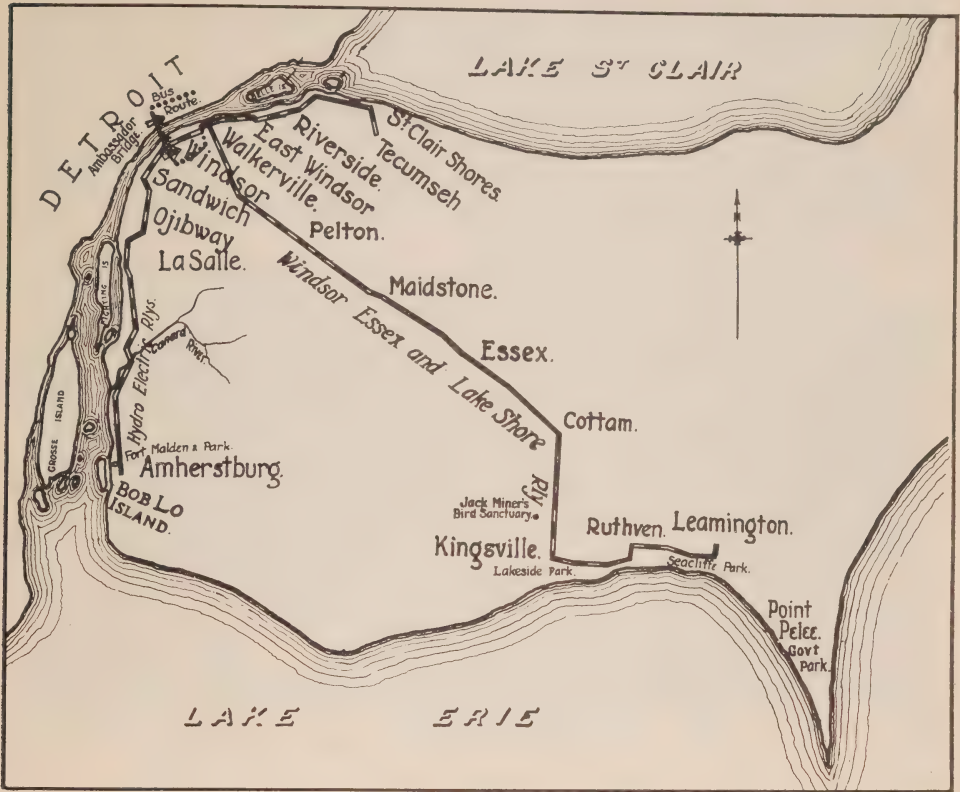 LAKE ST CLAIR
DETROIT
Bus
Route.
Ambassador
Bridge.
BELLE IS
St Clair Shores.
Tecumseh
Riverside.
East Windsor
Walkerville.
Windsor
Sandwich
Ojibway
LaSalle.
Pelton.
Maidstone.
Essex.
Cottam.
Windsor Essex and Lake Shore Rly.
N
FIGHTING IS
Hydro Electric Rlys.
Canard River
GROSSE ISLAND
Fort Malden & Park.
Amherstburg.
BOB LO
ISLAND.
Jack Miner's
Bird Sanctuary.
Kingsville.
Lakeside Park.
Ruthven.
Leamington.
Seacliffe Park.
Point
Pelee.
Govt
Park.
LAKE ERIE